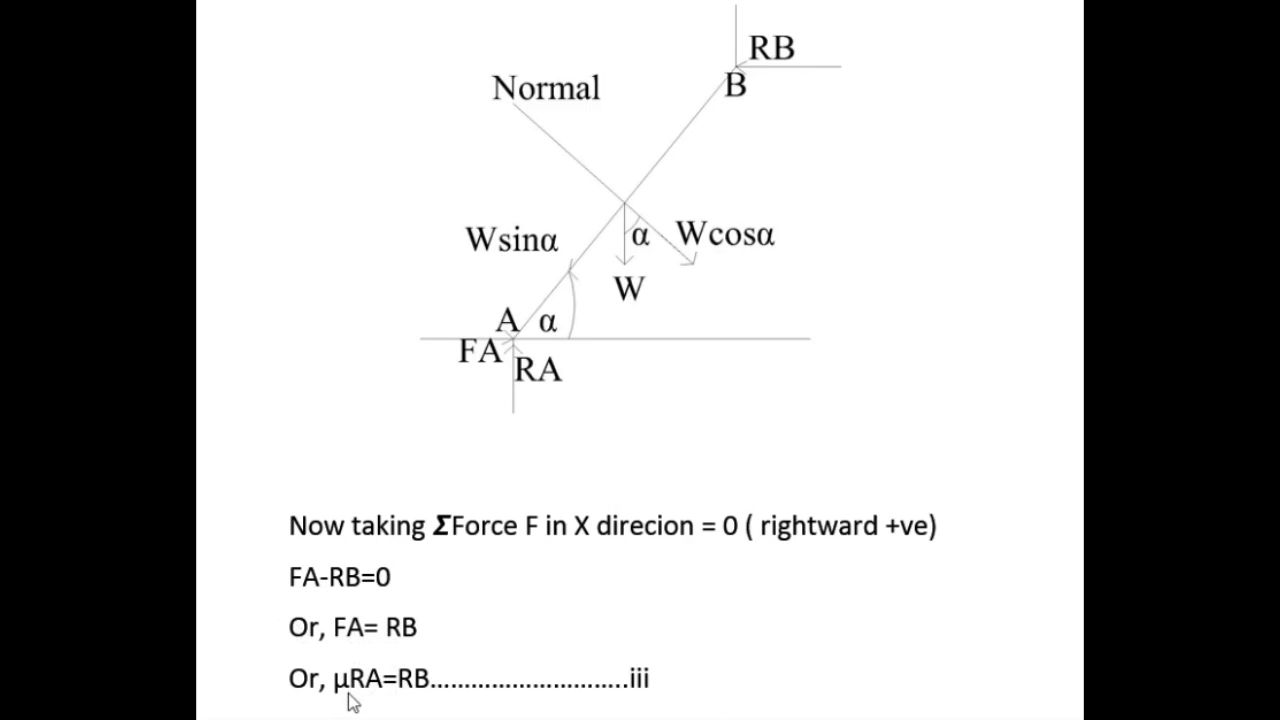 RB
B
Normal
Wsinα
α
Wcosα
W
A
α
FA
RA
Now taking ΣForce F in X direcion = 0 ( rightward +ve)
FA-RB=0
Or, FA= RB
Or, µRA=RB.............................iii